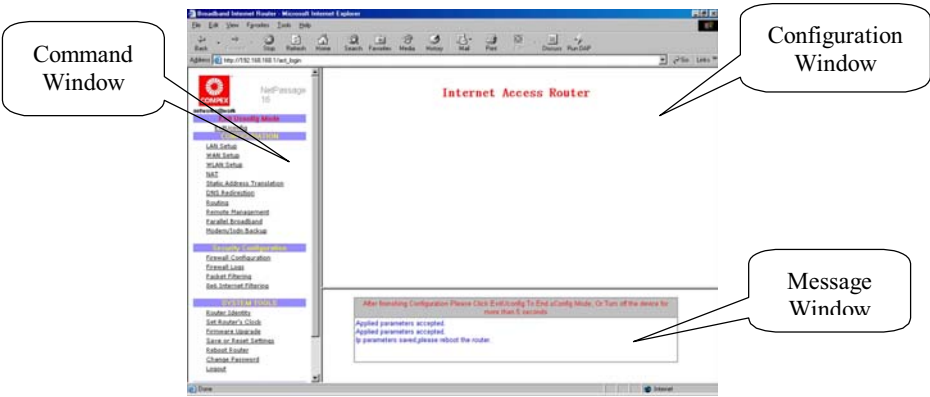 Command
Window
Configuration
Window
Message
Window
Broadband Internet Router - Microsoft Internet Explorer
File Edit View Favorites Tools Help
Back Stop Refresh Home Search Favorites Media History Mail Print Discuss Run DAP
Address http://192.168.168.1/ Go Links
COMPEX
NetPassage
16
Exit Uconfig Mode
CONFIGURATION
LAN Setup
WAN Setup
WLAN Setup
NAT
Static Address Translation
DNS Redirection
Routing
Remote Management
Parallel Broadband
Modem/Isdn Backup
Security Configuration
Firewall Configuration
Firewall Logs
Packet Filtering
Internet Filtering
SYSTEM TOOLS
Router Identity
Set Router's Clock
Firmware Upgrade
Save or Reset Settings
Reboot Router
Change Password
Logout
Internet Access Router
After finnishing Configuration Please Click ExitUconfig To End uConfig Mode, Or Turn off the device for
more than 5 seconds
Applied parameters accepted.
Applied parameters accepted.
Ip parameters saved,please reboot the router.
Done Internet